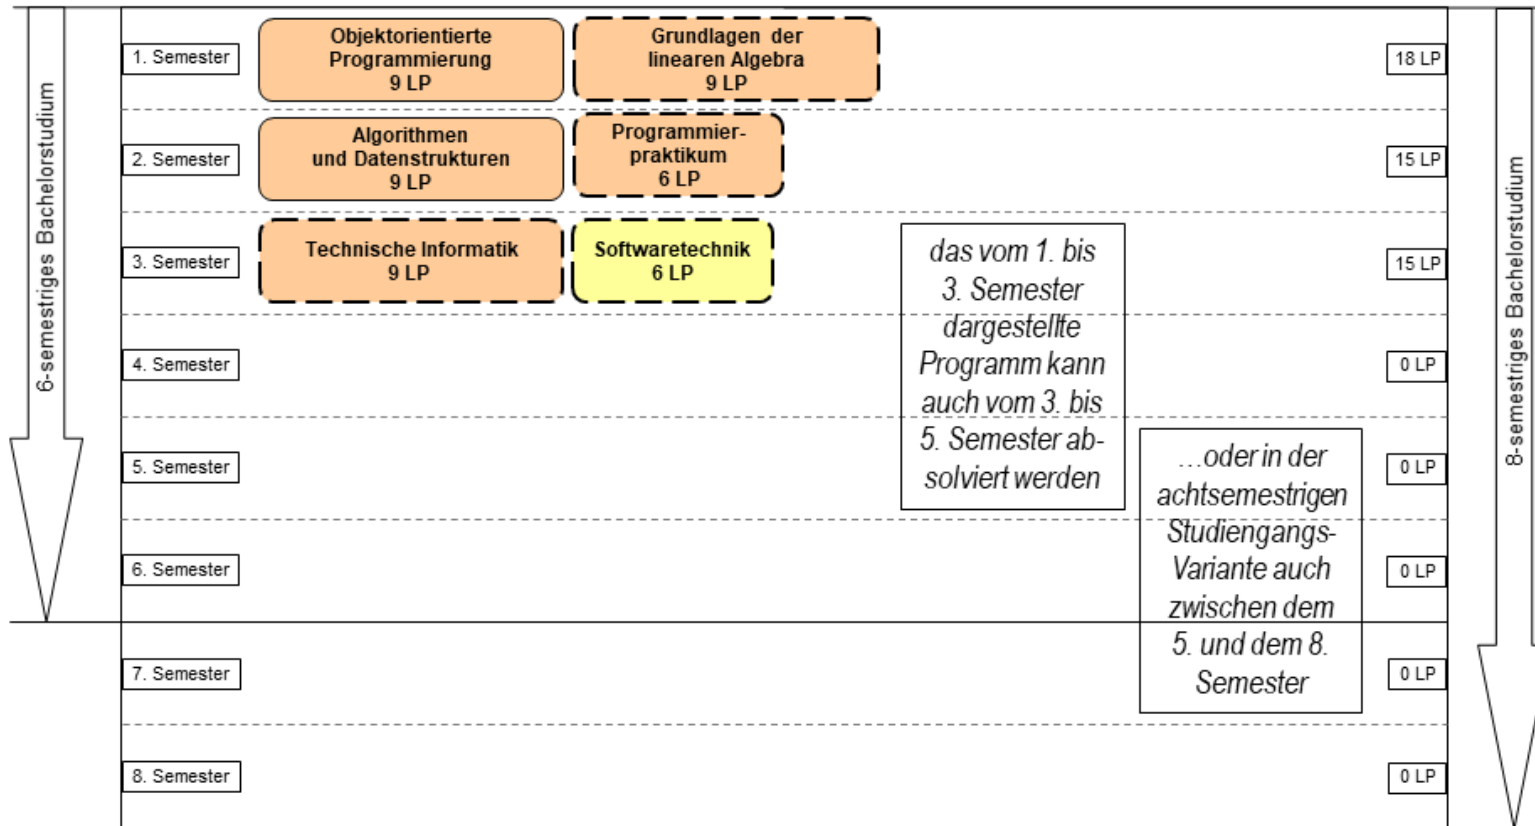 6-semestriges Bachelorstudium
8-semestriges Bachelorstudium
1. Semester
Objektorientierte
Programmierung
9 LP
Grundlagen der
linearen Algebra
9 LP
18 LP
2. Semester
Algorithmen
und Datenstrukturen
9 LP
Programmier-
praktikum
6 LP
15 LP
3. Semester
Technische Informatik
9 LP
Softwaretechnik
6 LP
15 LP
das vom 1. bis
3. Semester
dargestellte
Programm kann
auch vom 3. bis
5. Semester ab-
solviert werden
4. Semester
0 LP
5. Semester
0 LP
...oder in der
achtsemestrigen
Studiengangs-
Variante auch
zwischen dem
5. und dem 8.
Semester
6. Semester
0 LP
7. Semester
0 LP
8. Semester
0 LP